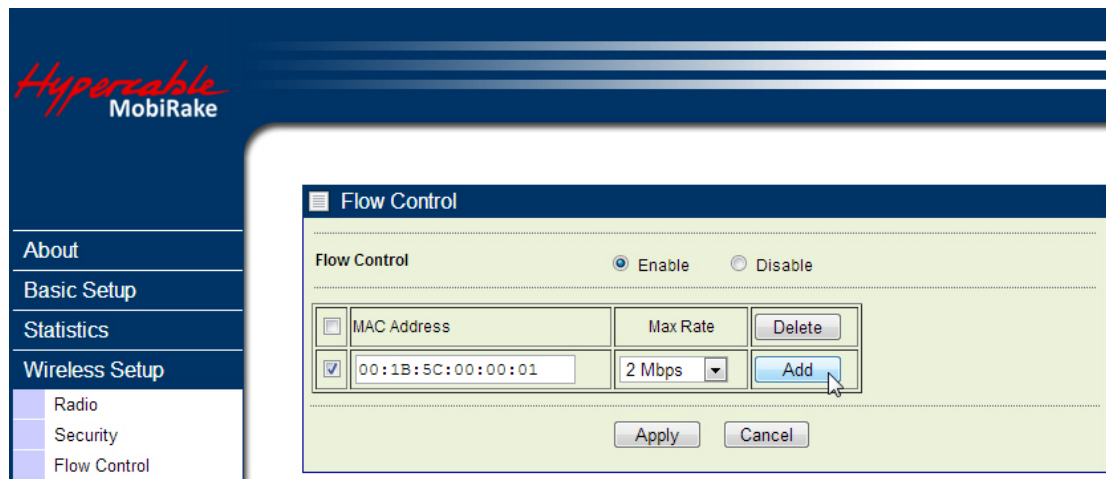 Hypercable
MobiRake
Flow Control
About
Basic Setup
Statistics
Wireless Setup
Radio
Security
Flow Control
Flow Control Enable Disable
MAC Address Max Rate Delete
00:1B:5C:00:00:01 2 Mbps Add
Apply Cancel